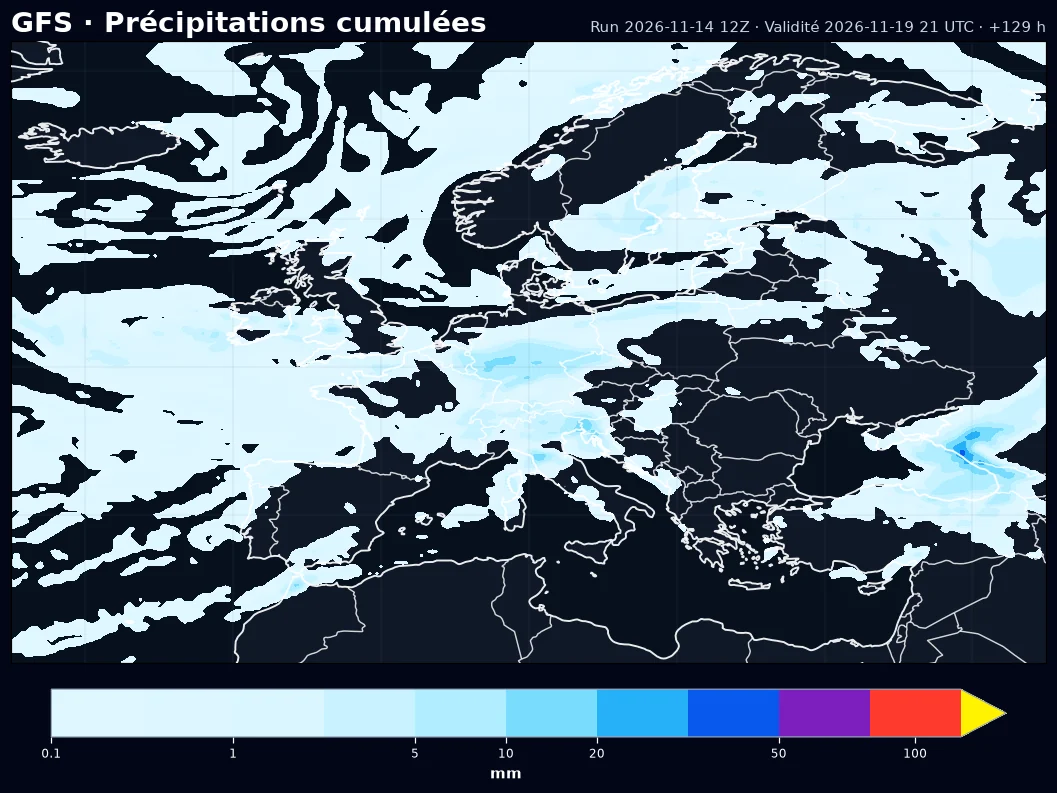 GFS · Précipitations cumulées
Run 2026-11-14 12Z · Validité 2026-11-19 21 UTC · +129 h
0.1 1 5 10 20 50 100
mm